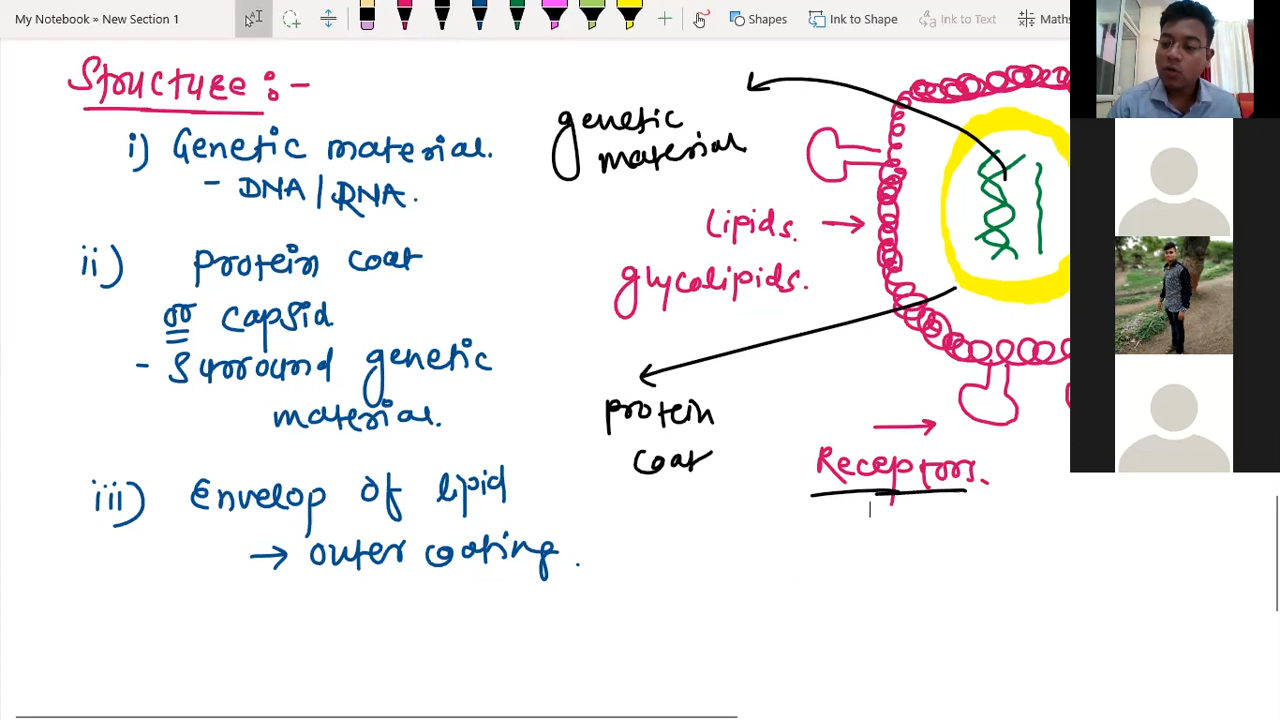 My Notebook » New Section 1
Shapes
Ink to Shape
Ink to Text
Maths
Structure :-
i) Genetic material.
- DNA / RNA.
ii) protein coat
or capsid
- Surround genetic
material.
iii) Envelop of lipid
→ outer coating.
genetic
material
Lipids. →
glycolipids.
protein
coat
→
Receptors.